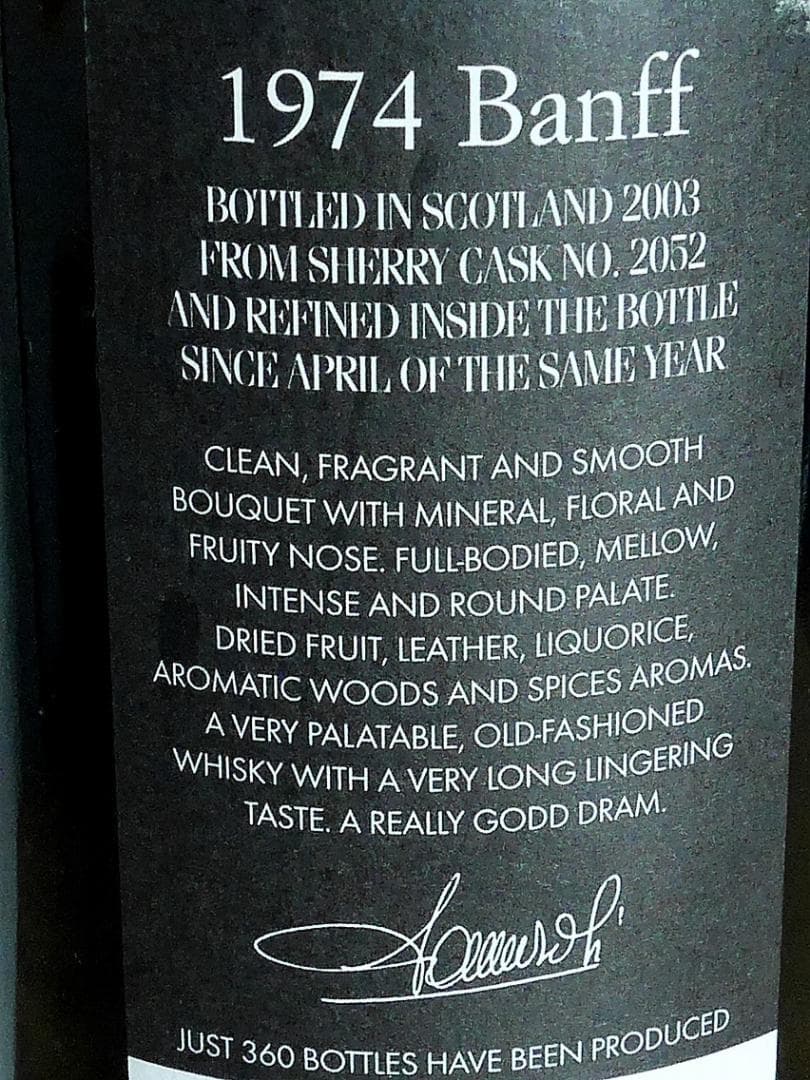 1974 Banff
BOTTLED IN SCOTLAND 2003
FROM SHERRY CASK NO. 2052
AND REFINED INSIDE THE BOTTLE
SINCE APRIL OF THE SAME YEAR
CLEAN, FRAGRANT AND SMOOTH
BOUQUET WITH MINERAL, FLORAL AND
FRUITY NOSE. FULL-BODIED, MELLOW,
INTENSE AND ROUND PALATE.
DRIED FRUIT, LEATHER, LIQUORICE,
AROMATIC WOODS AND SPICES AROMAS.
A VERY PALATABLE, OLD-FASHIONED
WHISKY WITH A VERY LONG LINGERING
TASTE. A REALLY GODD DRAM.
JUST 360 BOTTLES HAVE BEEN PRODUCED